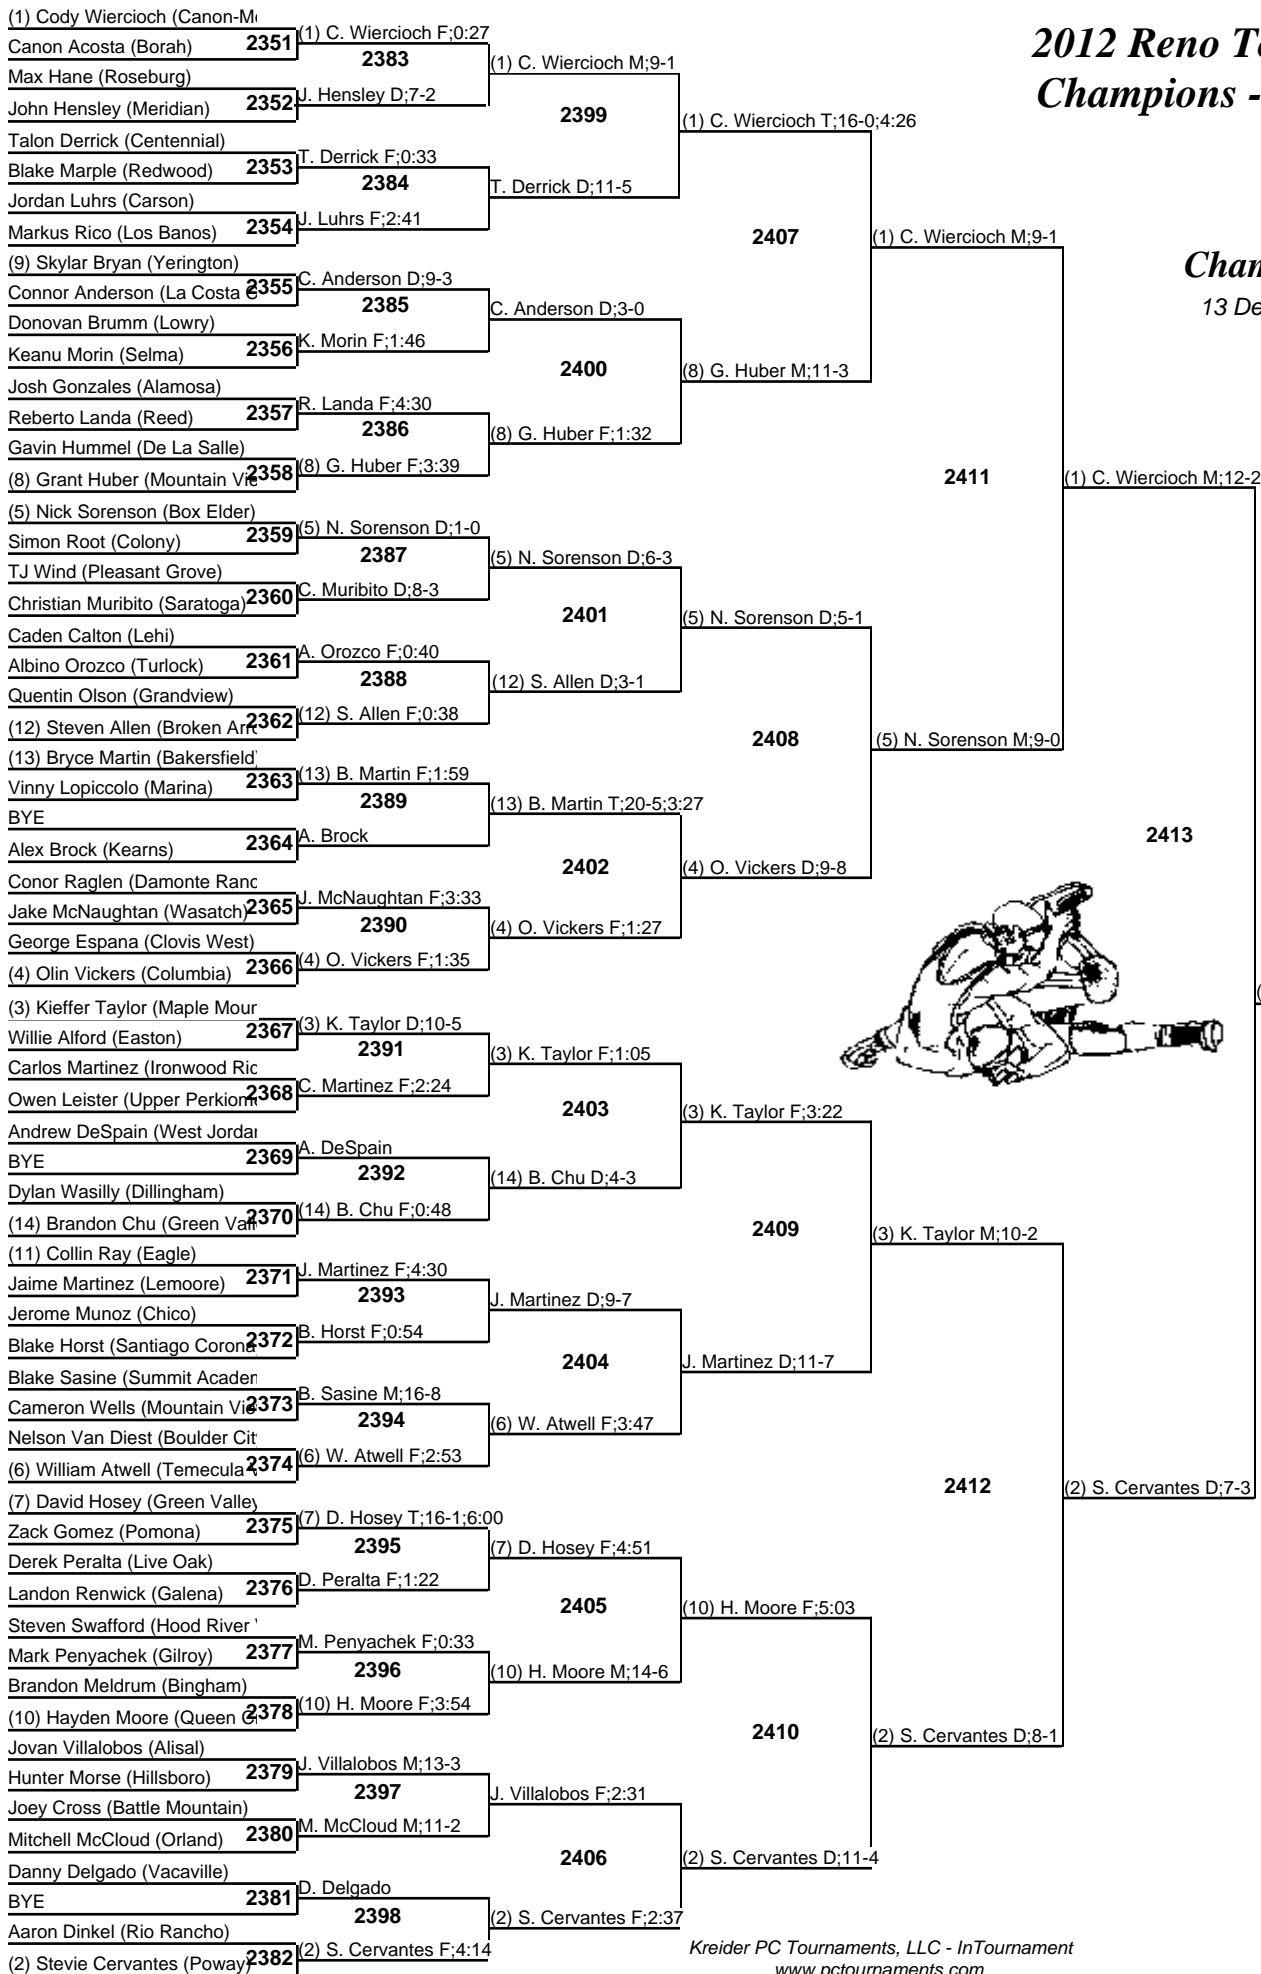 (1) Cody Wiercioch (Canon-M
Canon Acosta (Borah)
2351
(1) C. Wiercioch F;0:27
Max Hane (Roseburg)
John Hensley (Meridian)
2352
J. Hensley D;7-2
2383
(1) C. Wiercioch M;9-1
Talon Derrick (Centennial)
Blake Marple (Redwood)
2353
T. Derrick F;0:33
Jordan Luhrs (Carson)
Markus Rico (Los Banos)
2354
J. Luhrs F;2:41
2384
T. Derrick D;11-5
2399
(1) C. Wiercioch T;16-0;4:26
(9) Skylar Bryan (Yerington)
Connor Anderson (La Costa
2355
C. Anderson D;9-3
Donovan Brumm (Lowry)
Keanu Morin (Selma)
2356
K. Morin F;1:46
2385
C. Anderson D;3-0
Josh Gonzales (Alamosa)
Reberto Landa (Reed)
2357
R. Landa F;4:30
Gavin Hummel (De La Salle)
(8) Grant Huber (Mountain Vie
2358
(8) G. Huber F;3:39
2386
(8) G. Huber F;1:32
2400
(8) G. Huber M;11-3
2407
(1) C. Wiercioch M;9-1
(5) Nick Sorenson (Box Elder)
Simon Root (Colony)
2359
(5) N. Sorenson D;1-0
TJ Wind (Pleasant Grove)
Christian Muribito (Saratoga)
2360
C. Muribito D;8-3
2387
(5) N. Sorenson D;6-3
Caden Calton (Lehi)
Albino Orozco (Turlock)
2361
A. Orozco F;0:40
Quentin Olson (Grandview)
(12) Steven Allen (Broken Arr
2362
(12) S. Allen F;0:38
2388
(12) S. Allen D;3-1
2401
(5) N. Sorenson D;5-1
(13) Bryce Martin (Bakersfield)
Vinny Lopiccolo (Marina)
2363
(13) B. Martin F;1:59
BYE
Alex Brock (Kearns)
2364
A. Brock
2389
(13) B. Martin T;20-5;3:27
Conor Raglen (Damonte Ranc
Jake McNaughtan (Wasatch)
2365
J. McNaughtan F;3:33
George Espana (Clovis West)
(4) Olin Vickers (Columbia)
2366
(4) O. Vickers F;1:35
2390
(4) O. Vickers F;1:27
2402
(4) O. Vickers D;9-8
2408
(5) N. Sorenson M;9-0
2411
(1) C. Wiercioch M;12-2
(3) Kieffer Taylor (Maple Moun
Willie Alford (Easton)
2367
(3) K. Taylor D;10-5
Carlos Martinez (Ironwood Ric
Owen Leister (Upper Perkiom
2368
C. Martinez F;2:24
2391
(3) K. Taylor F;1:05
Andrew DeSpain (West Jordan
BYE
2369
A. DeSpain
Dylan Wasilly (Dillingham)
(14) Brandon Chu (Green Val
2370
(14) B. Chu F;0:48
2392
(14) B. Chu D;4-3
2403
(3) K. Taylor F;3:22
(11) Collin Ray (Eagle)
Jaime Martinez (Lemoore)
2371
J. Martinez F;4:30
Jerome Munoz (Chico)
Blake Horst (Santiago Corona
2372
B. Horst F;0:54
2393
J. Martinez D;9-7
Blake Sasine (Summit Academ
Cameron Wells (Mountain Vie
2373
B. Sasine M;16-8
Nelson Van Diest (Boulder City
(6) William Atwell (Temecula
2374
(6) W. Atwell F;2:53
2394
(6) W. Atwell F;3:47
2404
J. Martinez D;11-7
2409
(3) K. Taylor M;10-2
(7) David Hosey (Green Valley
Zack Gomez (Pomona)
2375
(7) D. Hosey T;16-1;6:00
Derek Peralta (Live Oak)
Landon Renwick (Galena)
2376
D. Peralta F;1:22
2395
(7) D. Hosey F;4:51
Steven Swafford (Hood River
Mark Penyachek (Gilroy)
2377
M. Penyachek F;0:33
Brandon Meldrum (Bingham)
(10) Hayden Moore (Queen
2378
(10) H. Moore F;3:54
2396
(10) H. Moore M;14-6
2405
(10) H. Moore F;5:03
Jovan Villalobos (Alisal)
Hunter Morse (Hillsboro)
2379
J. Villalobos M;13-3
Joey Cross (Battle Mountain)
Mitchell McCloud (Orland)
2380
M. McCloud M;11-2
2397
J. Villalobos F;2:31
Danny Delgado (Vacaville)
BYE
2381
D. Delgado
Aaron Dinkel (Rio Rancho)
(2) Stevie Cervantes (Poway)
2382
(2) S. Cervantes F;4:14
2398
(2) S. Cervantes F;2:37
2406
(2) S. Cervantes D;11-4
2410
(2) S. Cervantes D;8-1
2412
(2) S. Cervantes D;7-3
2413
(
2012 Reno T
Champions -
Cham
13 De
Kreider PC Tournaments, LLC - InTournament
www.pctournaments.com